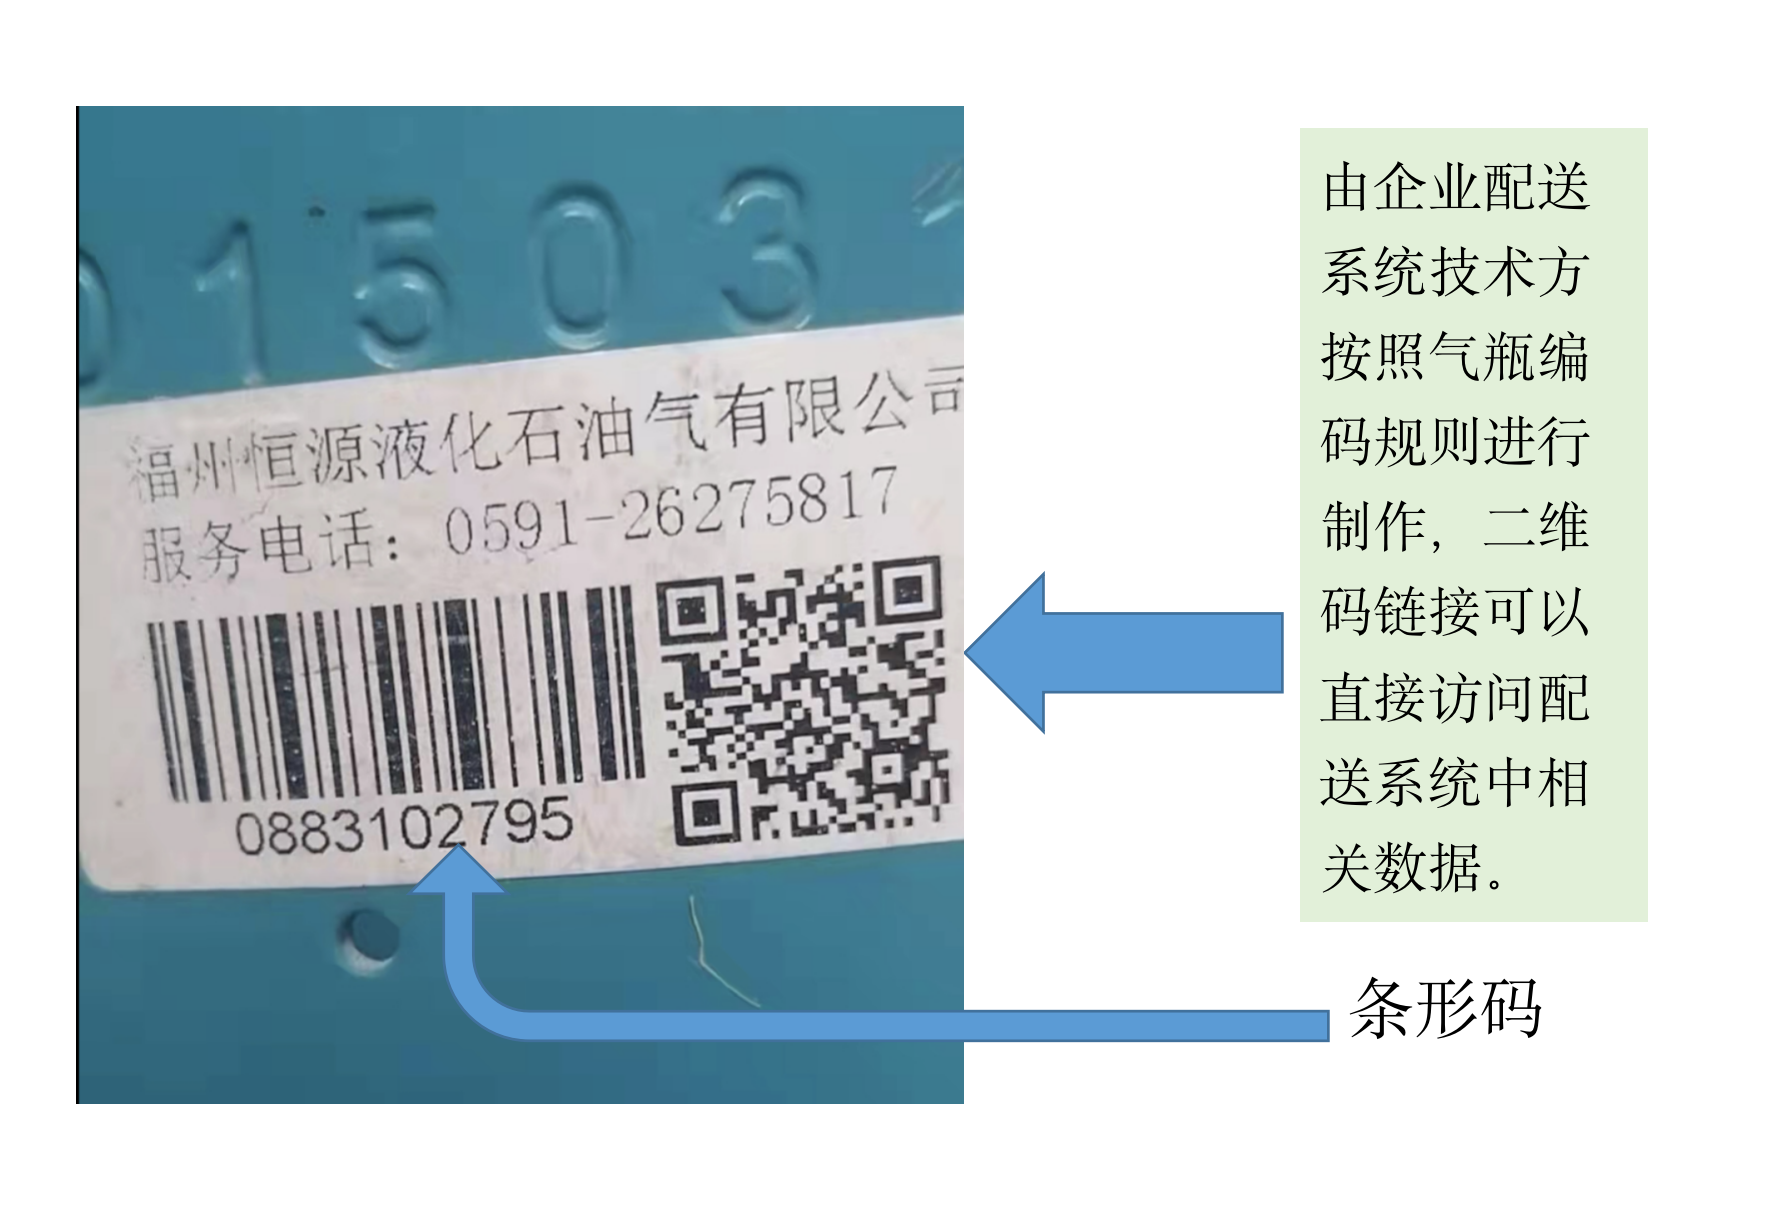 01503
福州恒源液化石油气有限公司
服务电话：0591-26275817
0883102795
由企业配送
系统技术方
按照气瓶编
码规则进行
制作，二维
码链接可以
直接访问配
送系统中相
关数据。
条形码